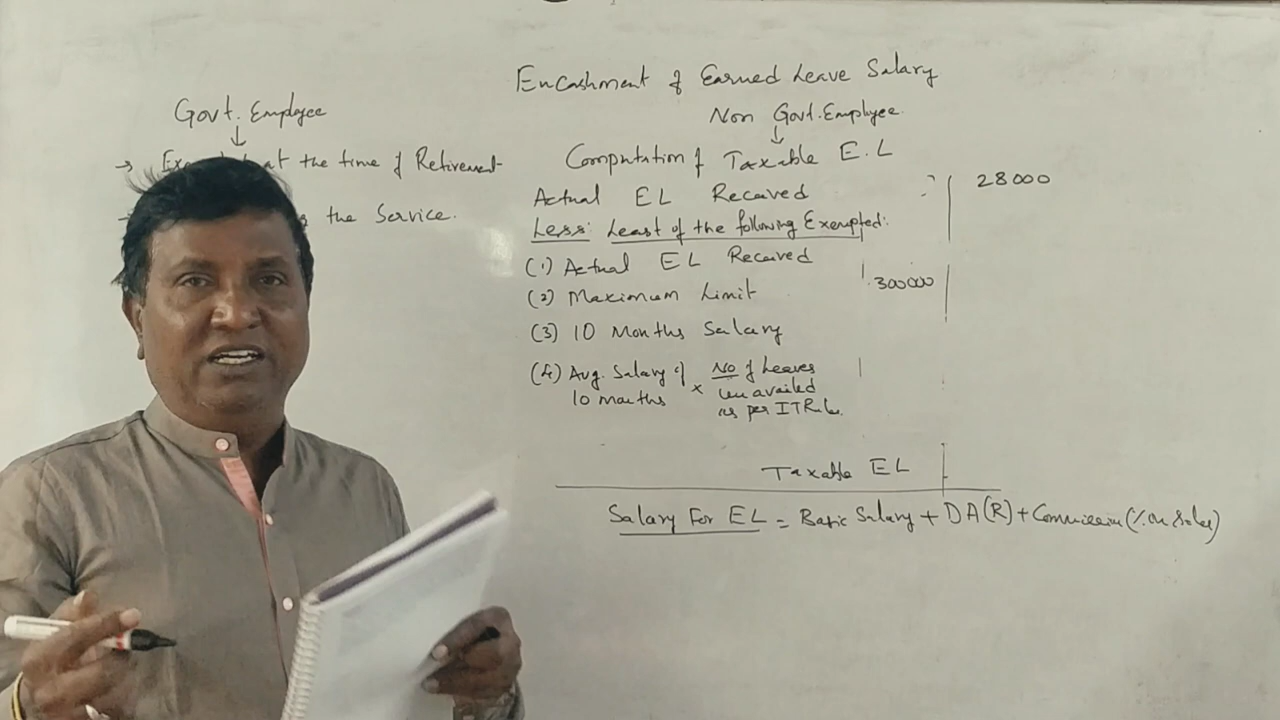 Encashment of Earned Leave Salary
Govt. Employee
→ at the time of Retirement
the Service.
Non Govt. Employee
Computation of Taxable E.L
Actual EL Received 28000
Less: Least of the following Exempted:
(1) Actual EL Received
(2) Maximum Limit 300000
(3) 10 Months Salary
(4) Avg. Salary of 10 months × No of Leaves
un availed
as per IT Rules
Taxable EL
Salary For EL = Basic Salary + DA(R) + Commission (% on Sales)